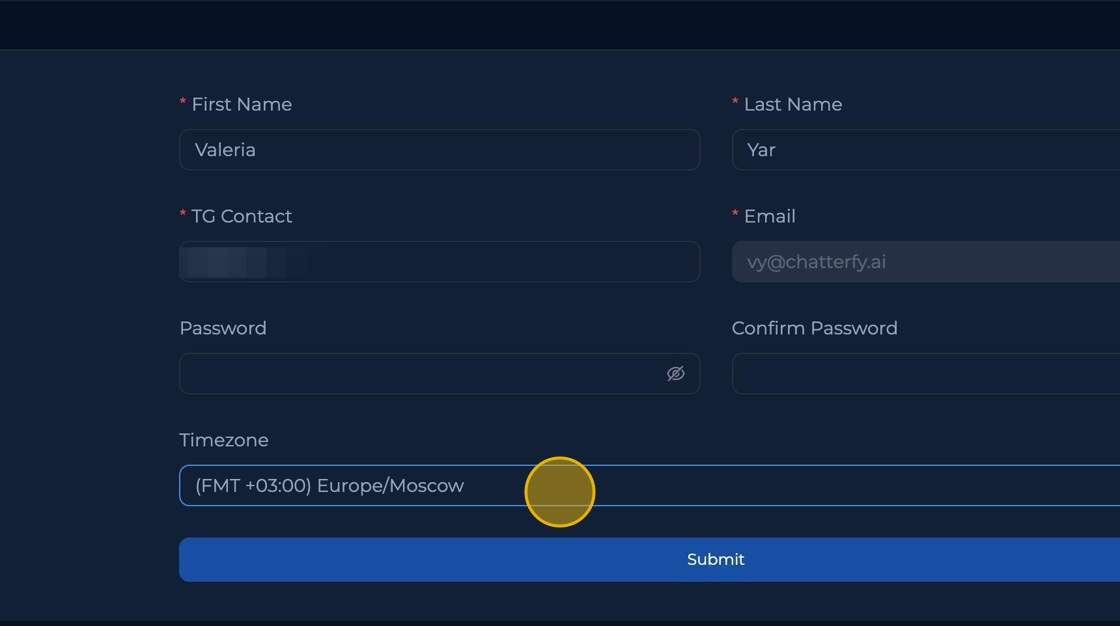 * First Name
* Last Name
Valeria
Yar
* TG Contact
* Email
vy@chatterfy.ai
Password
Confirm Password
Timezone
(FMT +03:00) Europe/Moscow
Submit